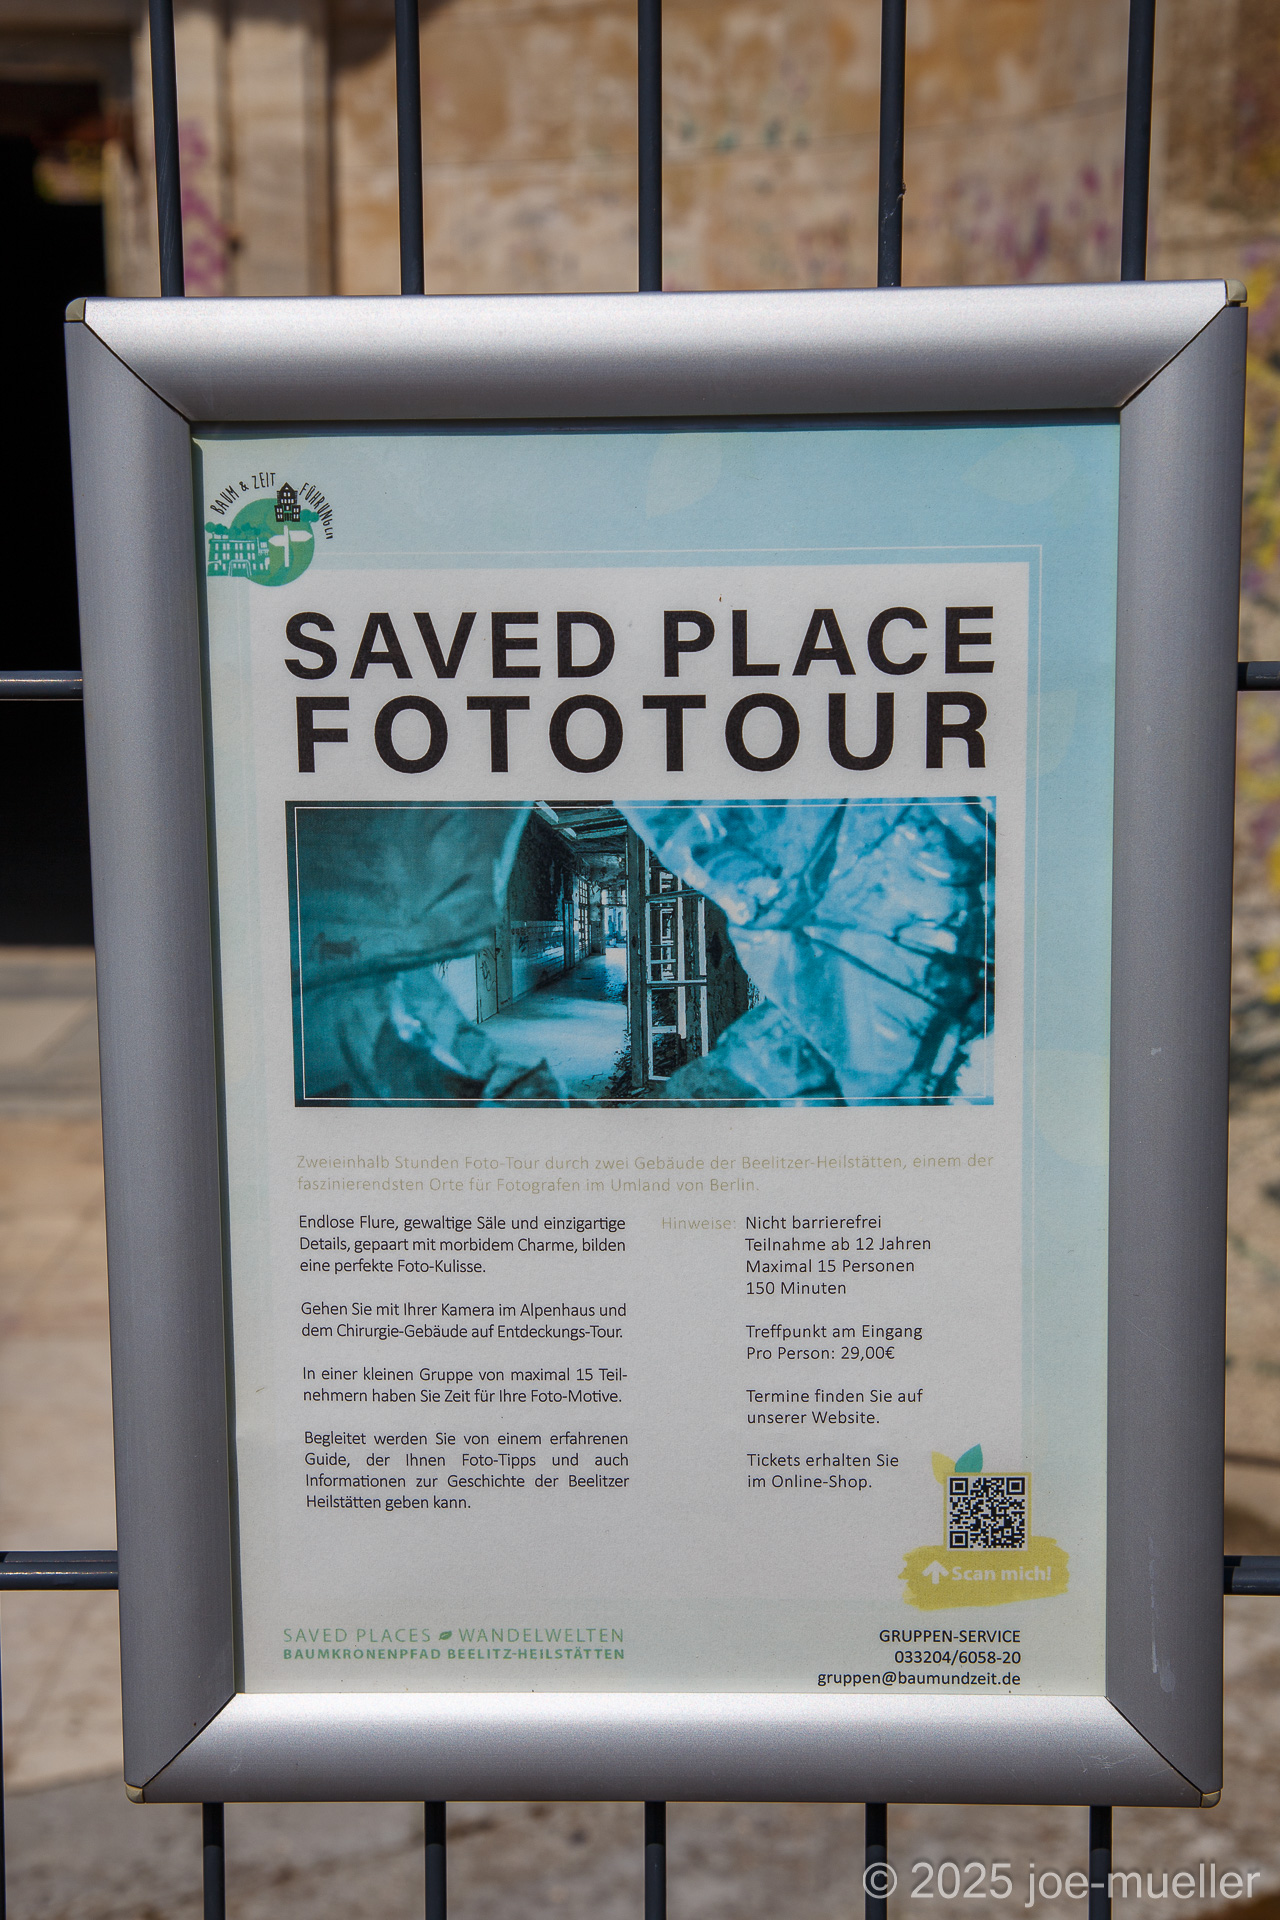 BAUM & ZEIT FÜHRUNGEN
SAVED PLACE
FOTOTOUR
Zweieinhalb Stunden Foto-Tour durch zwei Gebäude der Beelitzer-Heilstätten, einem der
faszinierendsten Orte für Fotografen im Umland von Berlin.
Endlose Flure, gewaltige Säle und einzigartige
Details, gepaart mit morbidem Charme, bilden
eine perfekte Foto-Kulisse.
Gehen Sie mit Ihrer Kamera im Alpenhaus und
dem Chirurgie-Gebäude auf Entdeckungs-Tour.
In einer kleinen Gruppe von maximal 15 Teil-
nehmern haben Sie Zeit für Ihre Foto-Motive.
Begleitet werden Sie von einem erfahrenen
Guide, der Ihnen Foto-Tipps und auch
Informationen zur Geschichte der Beelitzer
Heilstätten geben kann.
Hinweise: Nicht barrierefrei
Teilnahme ab 12 Jahren
Maximal 15 Personen
150 Minuten
Treffpunkt am Eingang
Pro Person: 29,00€
Termine finden Sie auf
unserer Website.
Tickets erhalten Sie
im Online-Shop.
Scan mich!
SAVED PLACES WANDELWELTEN
BAUMKRONENPFAD BEELITZ-HEILSTÄTTEN
GRUPPEN-SERVICE
033204/6058-20
gruppen@baumundzeit.de
© 2025 joe-mueller